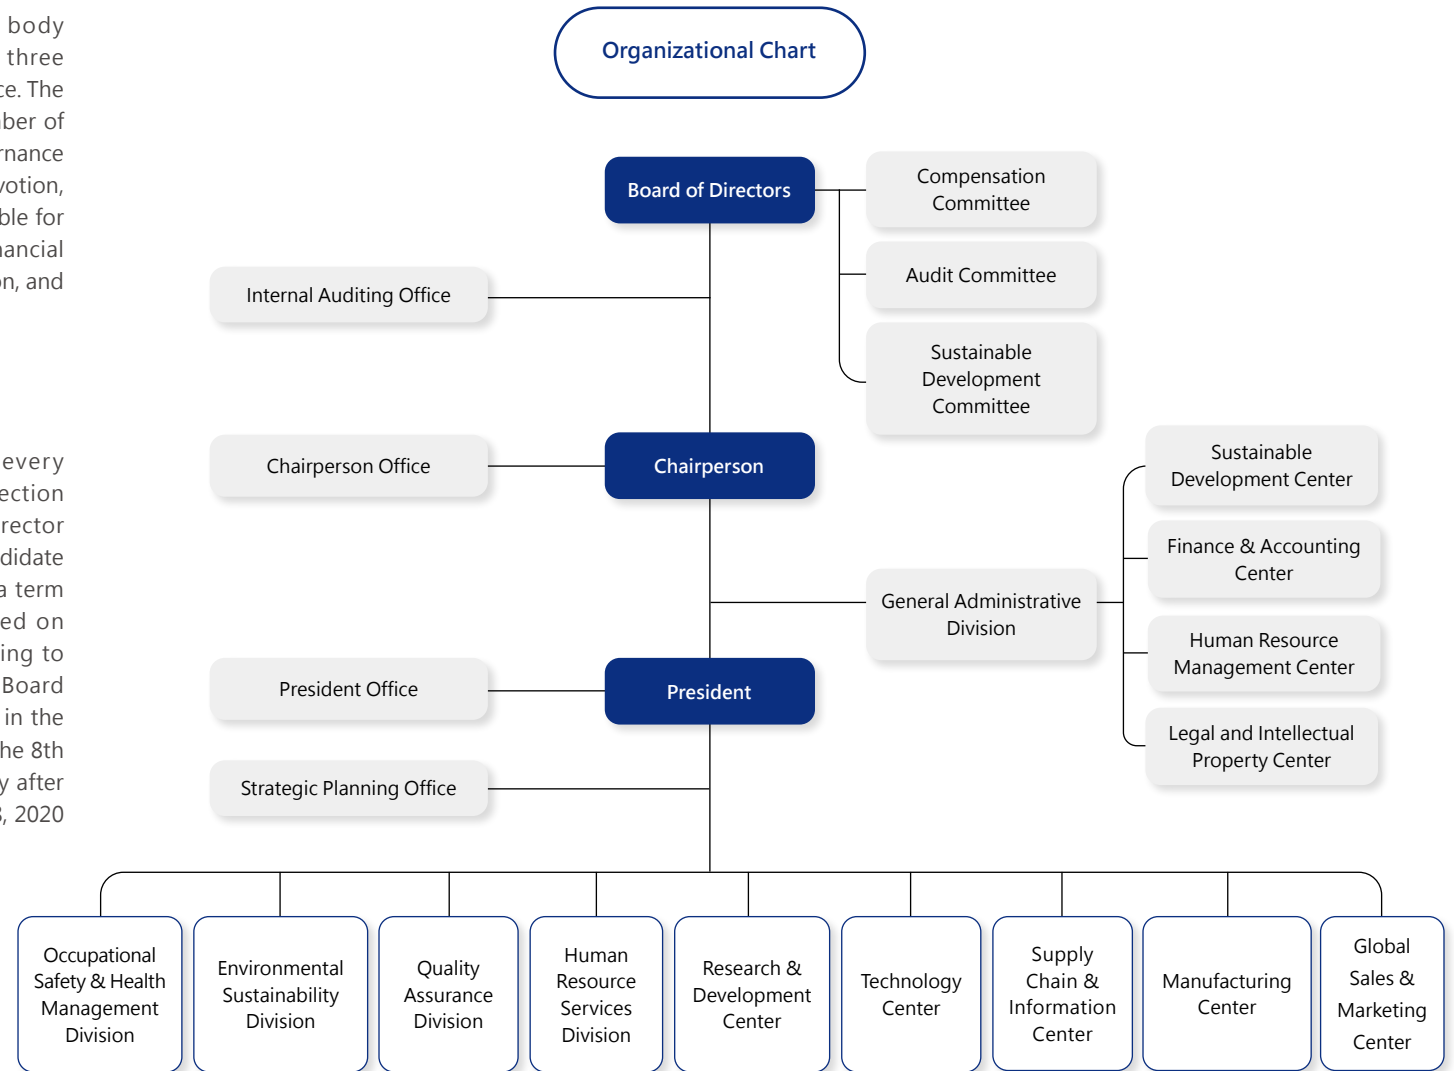 body
three
ce. The
ber of
rnance
votion,
ble for
nancial
on, and
every
ection
rector
didate
a term
ed on
ing to
Board
in the
he 8th
y after
8, 2020
Organizational Chart
Board of Directors
Compensation
Committee
Audit Committee
Sustainable
Development
Committee
Internal Auditing Office
Chairperson Office
Chairperson
General Administrative
Division
Sustainable
Development Center
Finance & Accounting
Center
Human Resource
Management Center
Legal and Intellectual
Property Center
President Office
President
Strategic Planning Office
Occupational
Safety & Health
Management
Division
Environmental
Sustainability
Division
Quality
Assurance
Division
Human
Resource
Services
Division
Research &
Development
Center
Technology
Center
Supply
Chain &
Information
Center
Manufacturing
Center
Global
Sales &
Marketing
Center